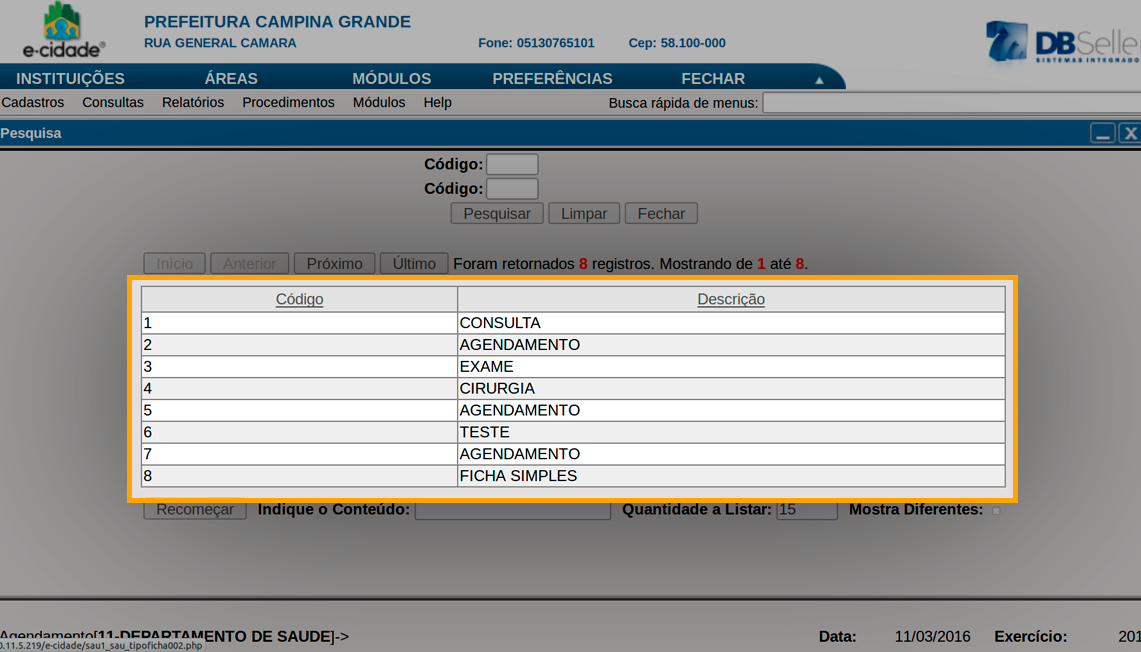 e-cidade®
PREFEITURA CAMPINA GRANDE
RUA GENERAL CAMARA Fone: 05130765101 Cep: 58.100-000
DBSelle
SISTEMAS INTEGRADO
INSTITUIÇÕES ÁREAS MÓDULOS PREFERÊNCIAS FECHAR ▲
Cadastros Consultas Relatórios Procedimentos Módulos Help Busca rápida de menus:
Pesquisa
Código:
Código:
Pesquisar Limpar Fechar
Início Anterior Próximo Último Foram retornados 8 registros. Mostrando de 1 até 8.
Código Descrição
1 CONSULTA
2 AGENDAMENTO
3 EXAME
4 CIRURGIA
5 AGENDAMENTO
6 TESTE
7 AGENDAMENTO
8 FICHA SIMPLES
Recomeçar Indique o Conteúdo: Quantidade a Listar: 15 Mostra Diferentes:
Agendamento[11-DEPARTAMENTO DE SAUDE]-> Data: 11/03/2016 Exercício: 201
0.11.5.219/e-cidade/sau1_sau_tipoficha002.php